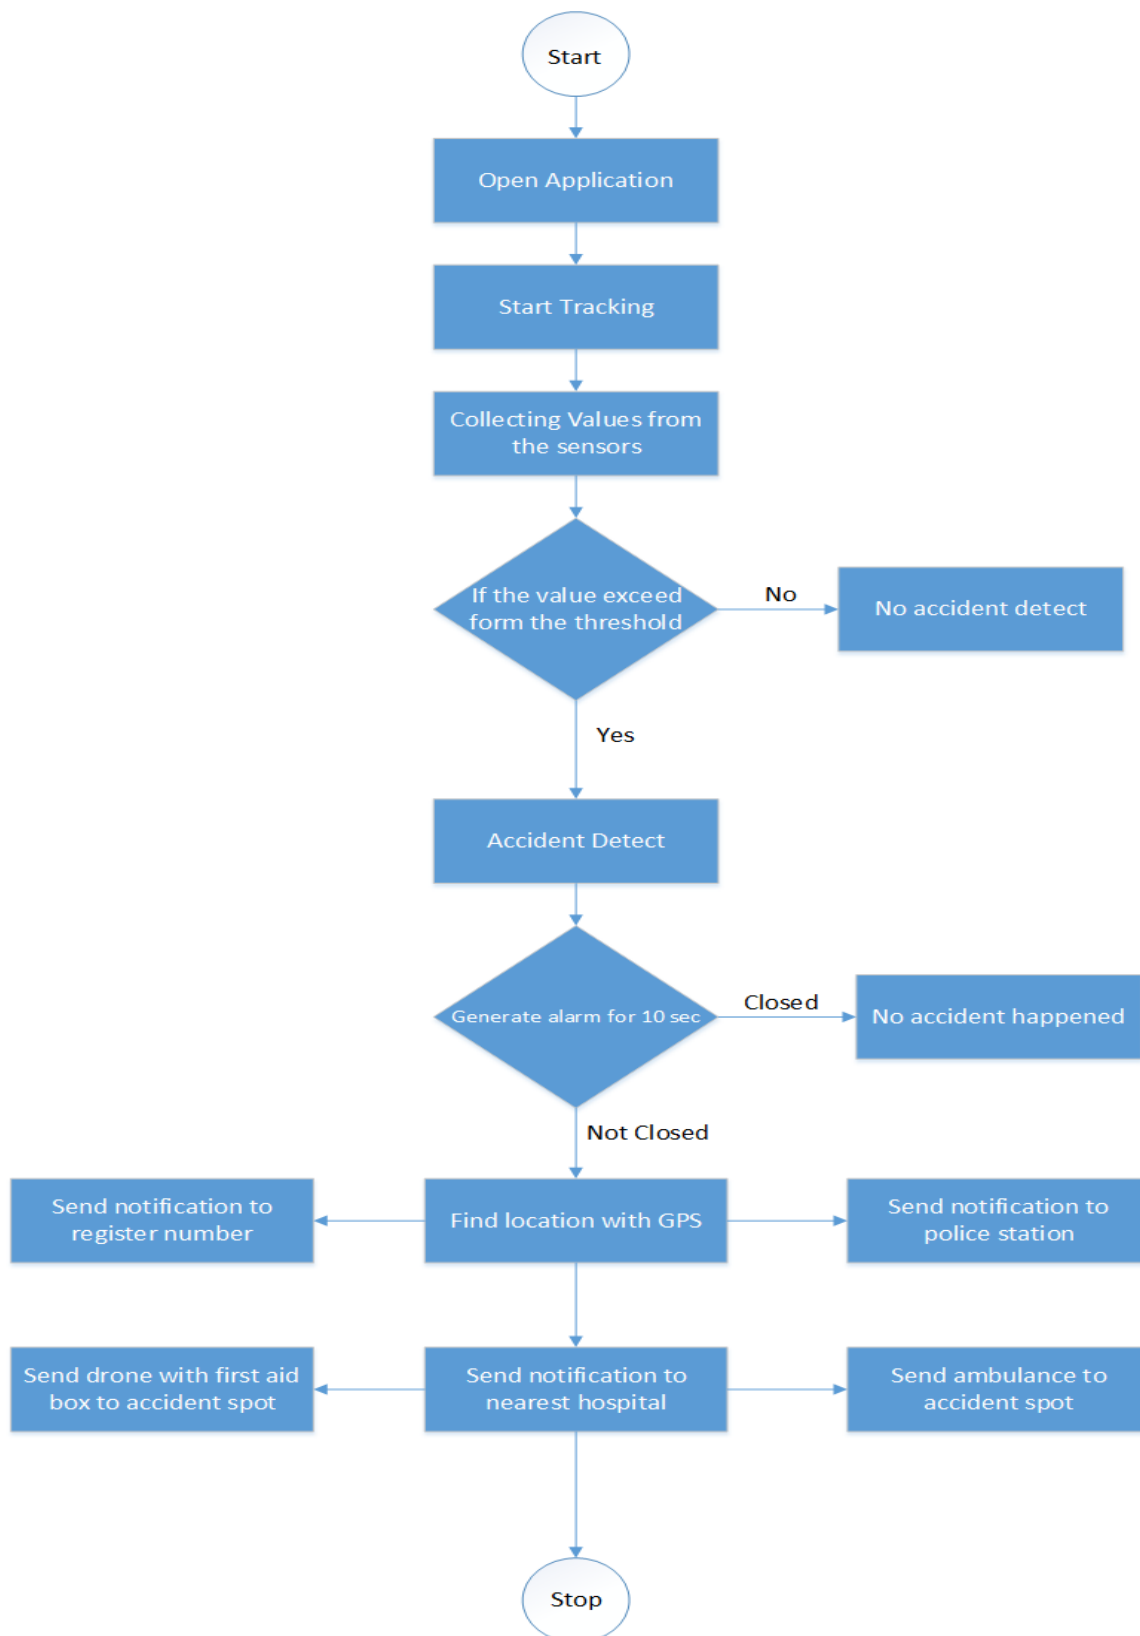 Start
Open Application
Start Tracking
Collecting Values from
the sensors
If the value exceed
form the threshold
No
No accident detect
Yes
Accident Detect
Generate alarm for 10 sec
Closed
No accident happened
Not Closed
Send notification to
register number
Find location with GPS
Send notification to
police station
Send drone with first aid
box to accident spot
Send notification to
nearest hospital
Send ambulance to
accident spot
Stop